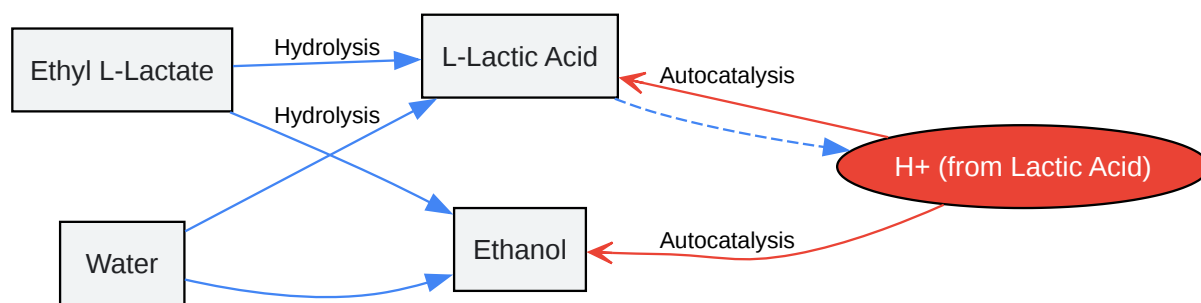 Hydrolysis
Ethyl L-Lactate
L-Lactic Acid
Autocatalysis
Hydrolysis
H+ (from Lactic Acid)
Autocatalysis
Ethanol
Water